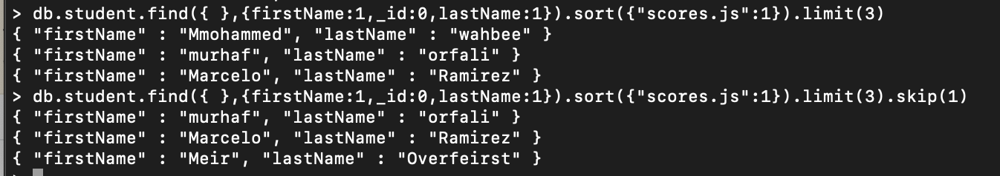 > db.student.find({ },{firstName:1,_id:0,lastName:1}).sort({"scores.js":1}).limit(3)
{ "firstName" : "Mmohammed", "lastName" : "wahbee" }
{ "firstName" : "murhaf", "lastName" : "orfali" }
{ "firstName" : "Marcelo", "lastName" : "Ramirez" }
> db.student.find({ },{firstName:1,_id:0,lastName:1}).sort({"scores.js":1}).limit(3).skip(1)
{ "firstName" : "murhaf", "lastName" : "orfali" }
{ "firstName" : "Marcelo", "lastName" : "Ramirez" }
{ "firstName" : "Meir", "lastName" : "Overfeirst" }
>